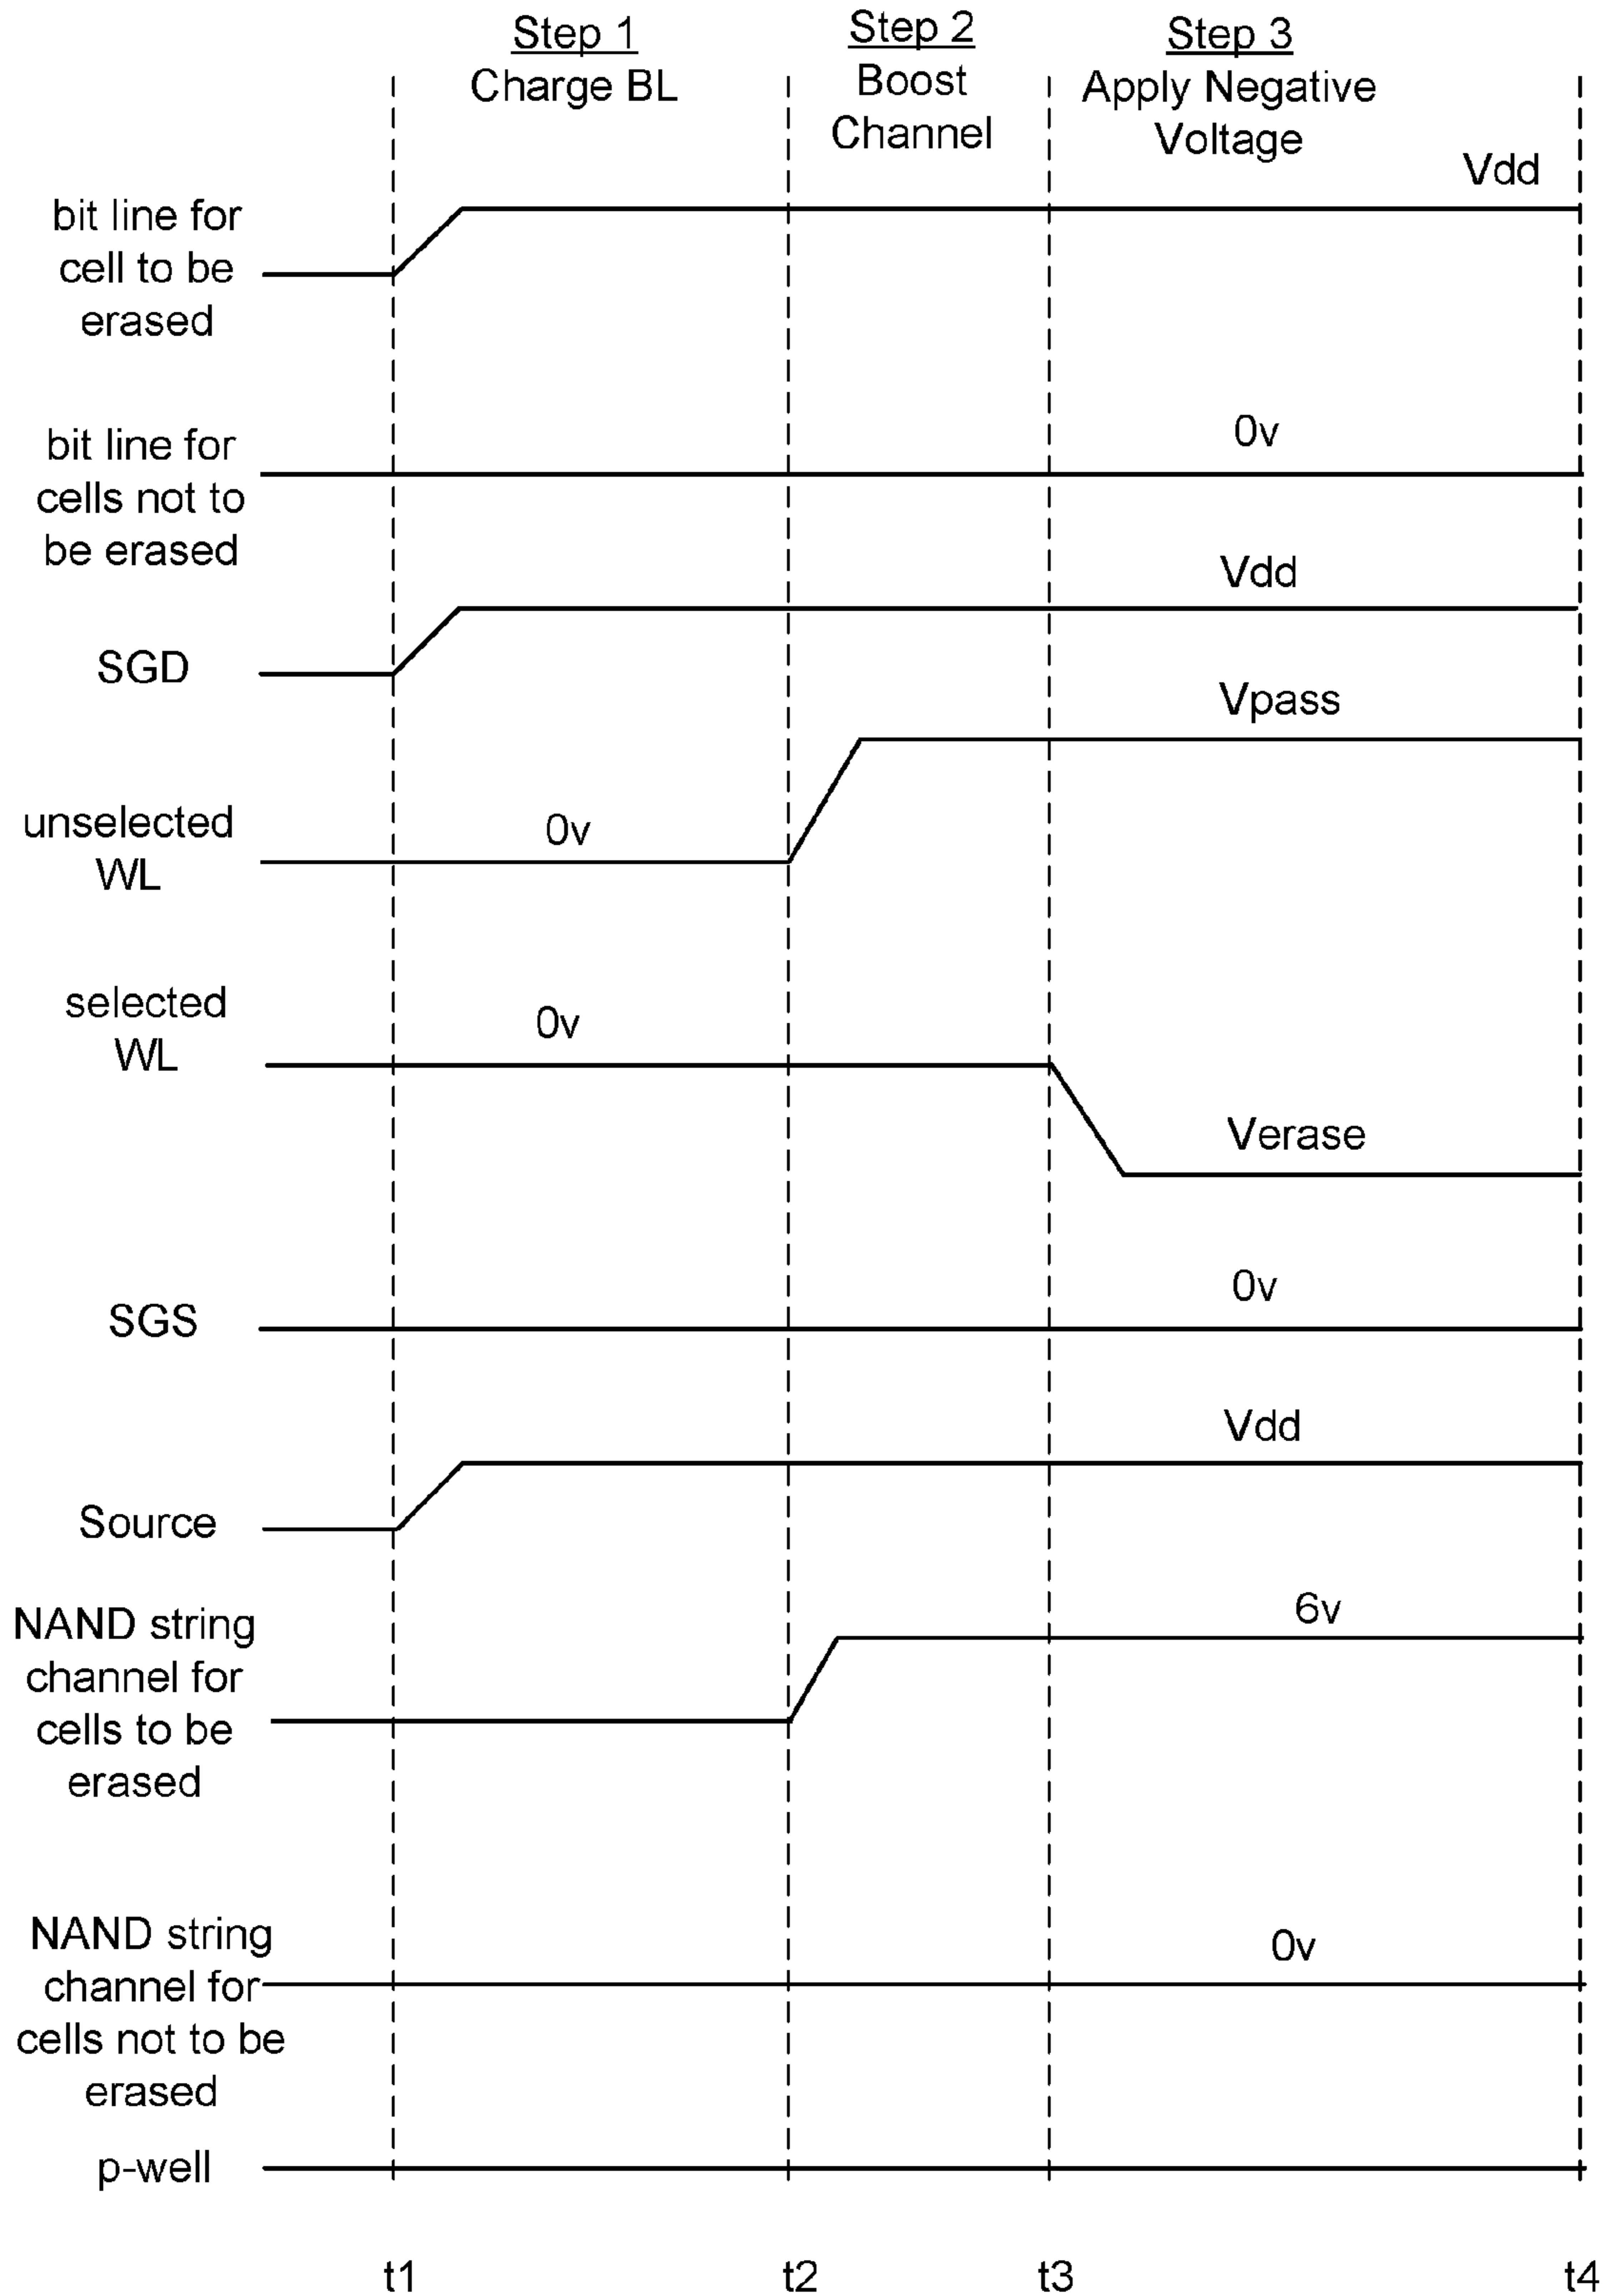 Step 1
Charge BL
Step 2
Boost
Channel
Step 3
Apply Negative
Voltage
Vdd
bit line for
cell to be
erased
0v
bit line for
cells not to
be erased
Vdd
SGD
Vpass
unselected
WL
0v
selected
WL
0v
Verase
0v
SGS
Vdd
Source
6v
NAND string
channel for
cells to be
erased
NAND string
channel for
cells not to be
erased
0v
p-well
t1
t2
t3
t4